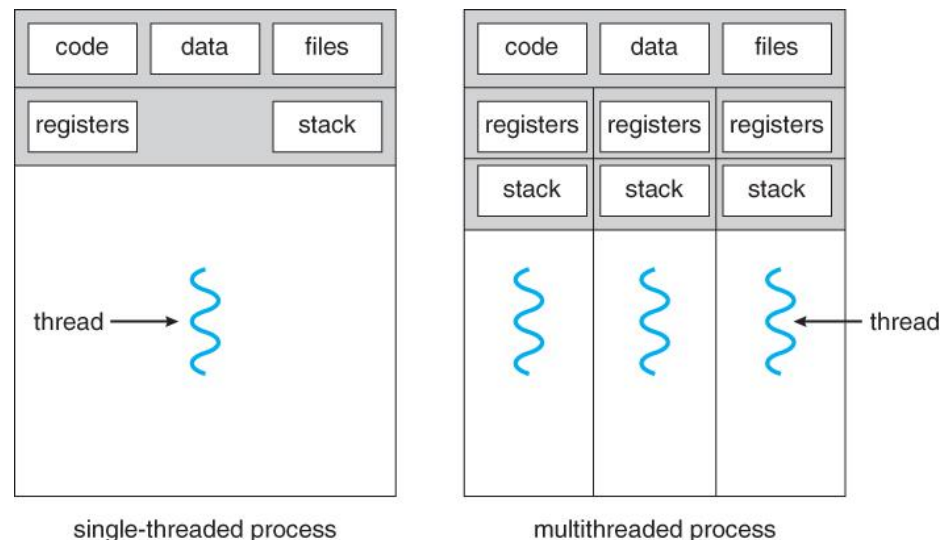 code data files
registers stack
thread
single-threaded process
code data files
registers registers registers
stack stack stack
thread
multithreaded process